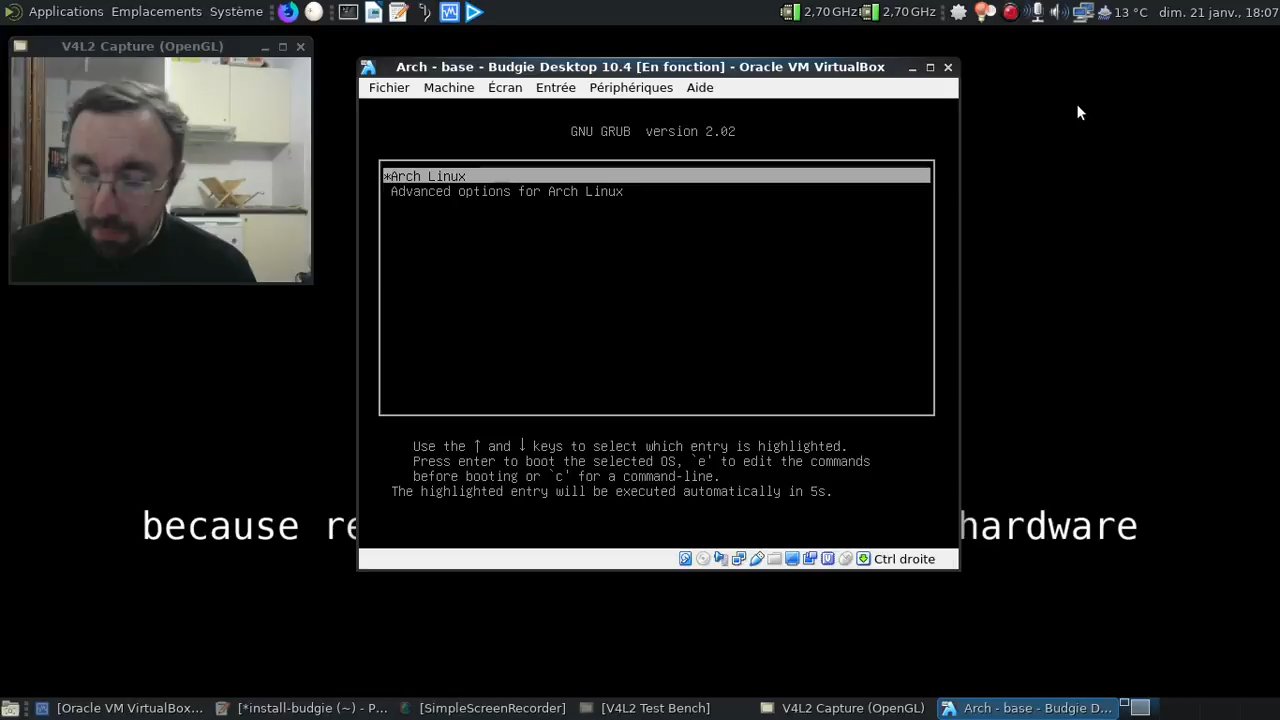 Applications Emplacements Système
2,70 GHz 2,70 GHz 13 °C dim. 21 janv., 18:07
V4L2 Capture (OpenGL)
Arch - base - Budgie Desktop 10.4 [En fonction] - Oracle VM VirtualBox
Fichier Machine Écran Entrée Périphériques Aide
GNU GRUB version 2.02
*Arch Linux
Advanced options for Arch Linux
Use the ↑ and ↓ keys to select which entry is highlighted.
Press enter to boot the selected OS, `e' to edit the commands
before booting or `c' for a command-line.
The highlighted entry will be executed automatically in 5s.
because re hardware
Ctrl droite
[Oracle VM VirtualBox... [*install-budgie (~) - P... [SimpleScreenRecorder] [V4L2 Test Bench] V4L2 Capture (OpenGL) Arch - base - Budgie D...